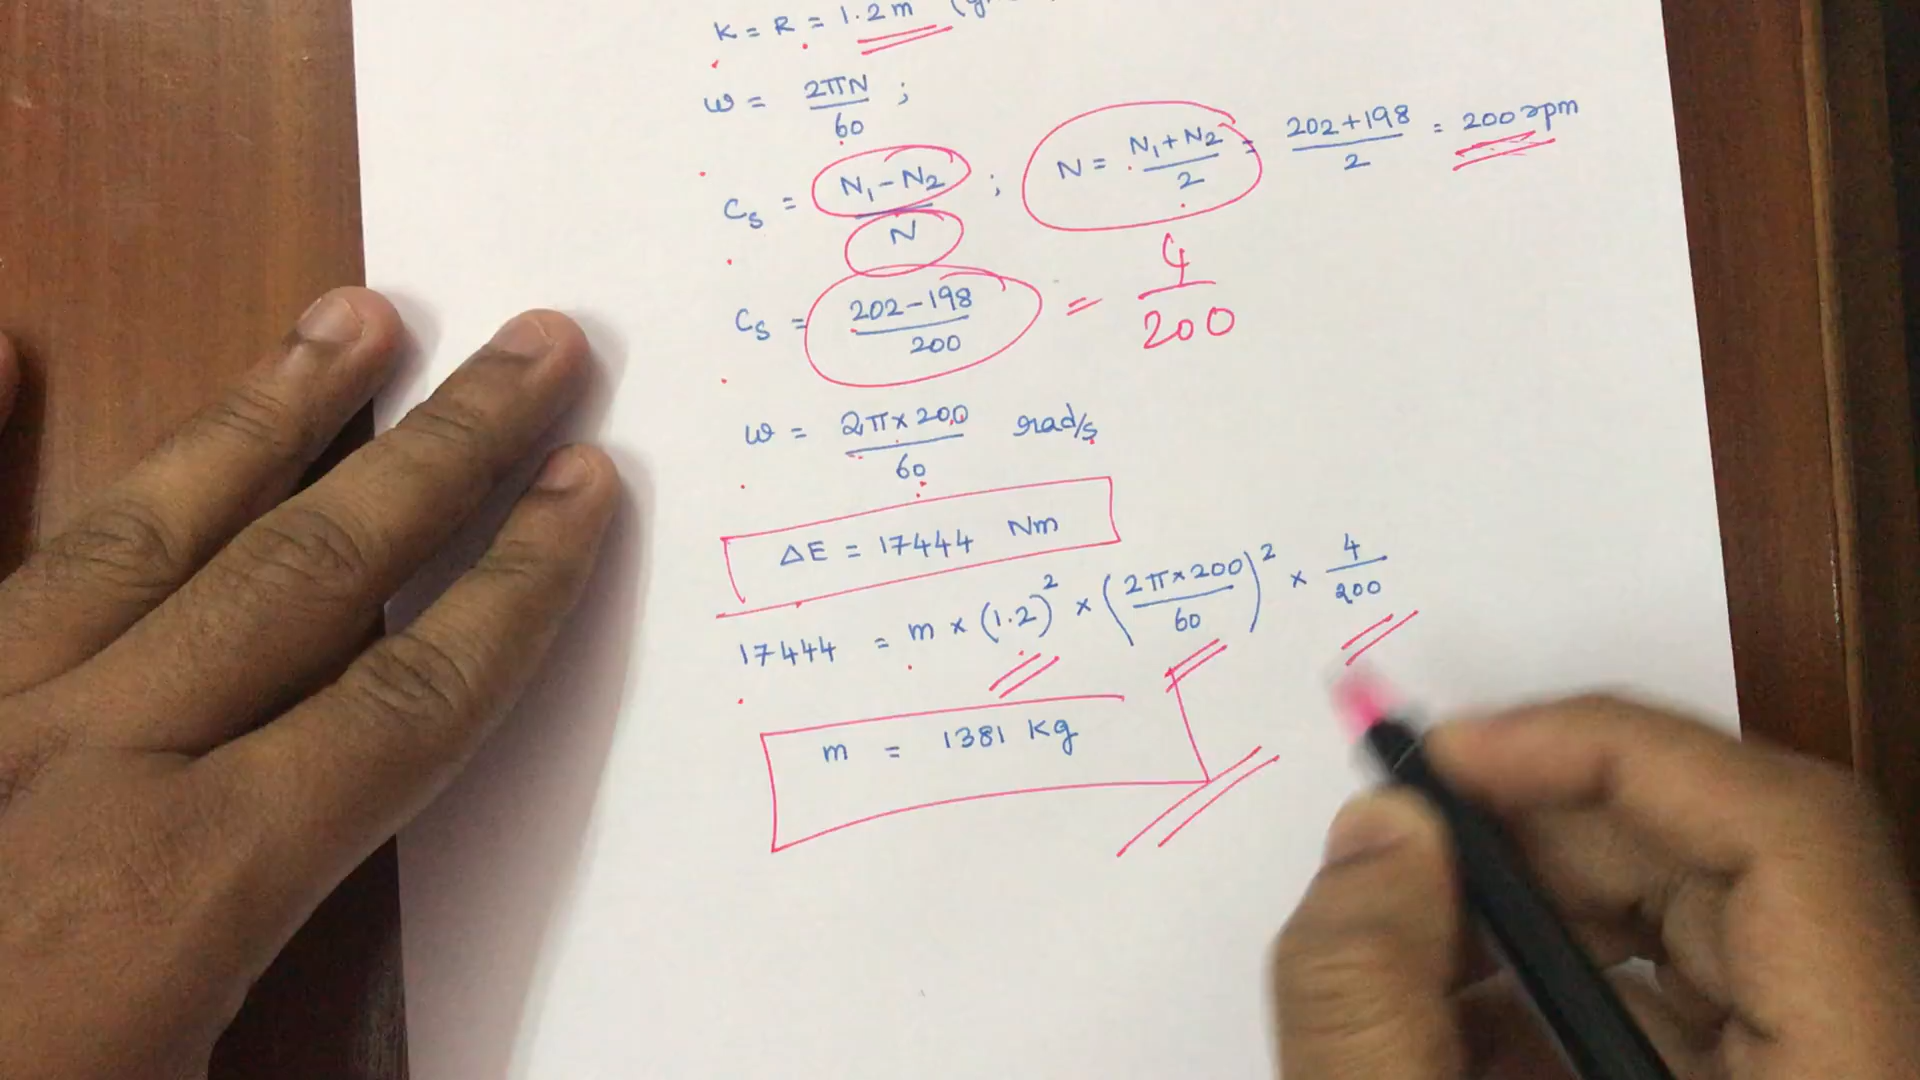 K = R = 1.2 m
ω = 2πN/60 ;
Cs = (N₁ - N₂)/N ; N = (N₁ + N₂)/2 = (202 + 198)/2 = 200 rpm
Cs = (202 - 198)/200 = 4/200
ω = (2π × 200)/60 rad/s
ΔE = 17444 Nm
17444 = m × (1.2)² × ((2π × 200)/60)² × 4/200
m = 1381 Kg